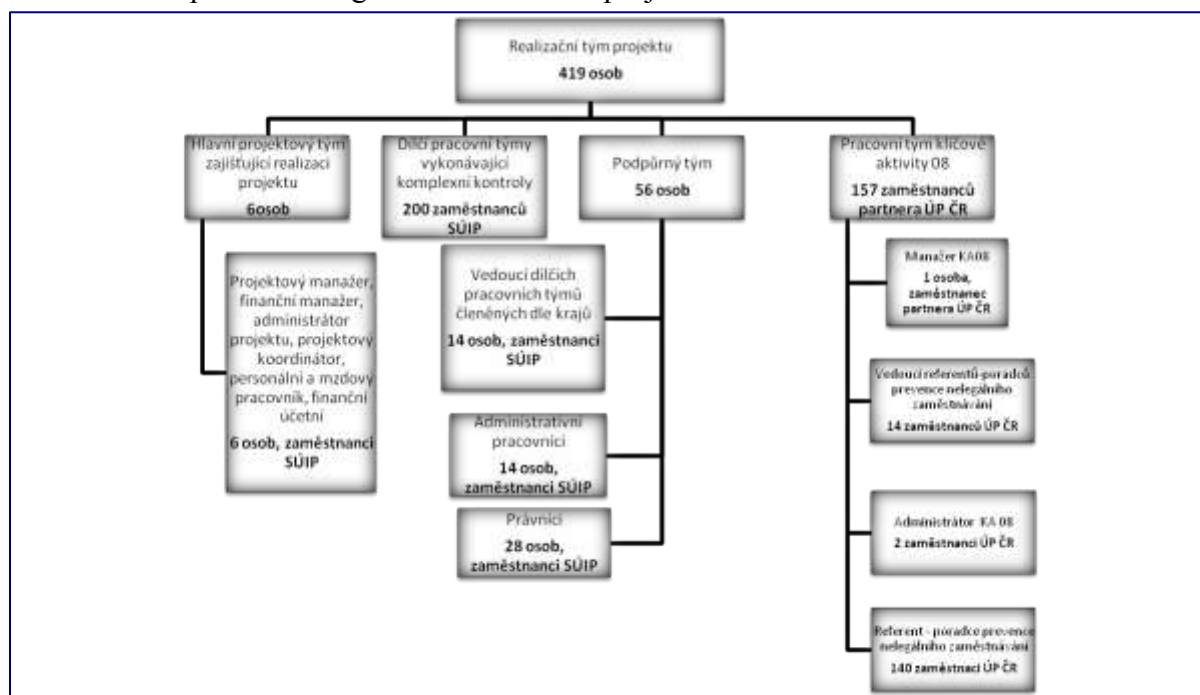 Realizační tým projektu
419 osob
Hlavní projektový tým
zajišťující realizaci
projektu
6osob
Dílčí pracovní týmy
vykonávající
komplexní kontroly
200 zaměstnanců
SÚIP
Podpůrný tým
56 osob
Pracovní tým klíčové
aktivity 08
157 zaměstnanců
partnera ÚP ČR
Projektový manažer,
finanční manažer,
administrátor
projektu, projektový
koordinátor,
personální a mzdový
pracovník, finanční
účetní
6 osob, zaměstnanci
SÚIP
Vedoucí dílčích
pracovních týmů
členěných dle krajů
14 osob, zaměstnanci
SÚIP
Administrativní
pracovníci
14 osob,
zaměstnanci SÚIP
Právníci
28 osob,
zaměstnanci SÚIP
Manažer KA08
1 osoba,
zaměstnanec
partnera ÚP ČR
Vedoucí referentů-poradců
prevence nelegálního
zaměstnávání
14 zaměstnanců ÚP ČR
Administrátor KA 08
2 zaměstnanci ÚP ČR
Referent - poradce prevence
nelegálního zaměstnávání
140 zaměstnaci ÚP ČR